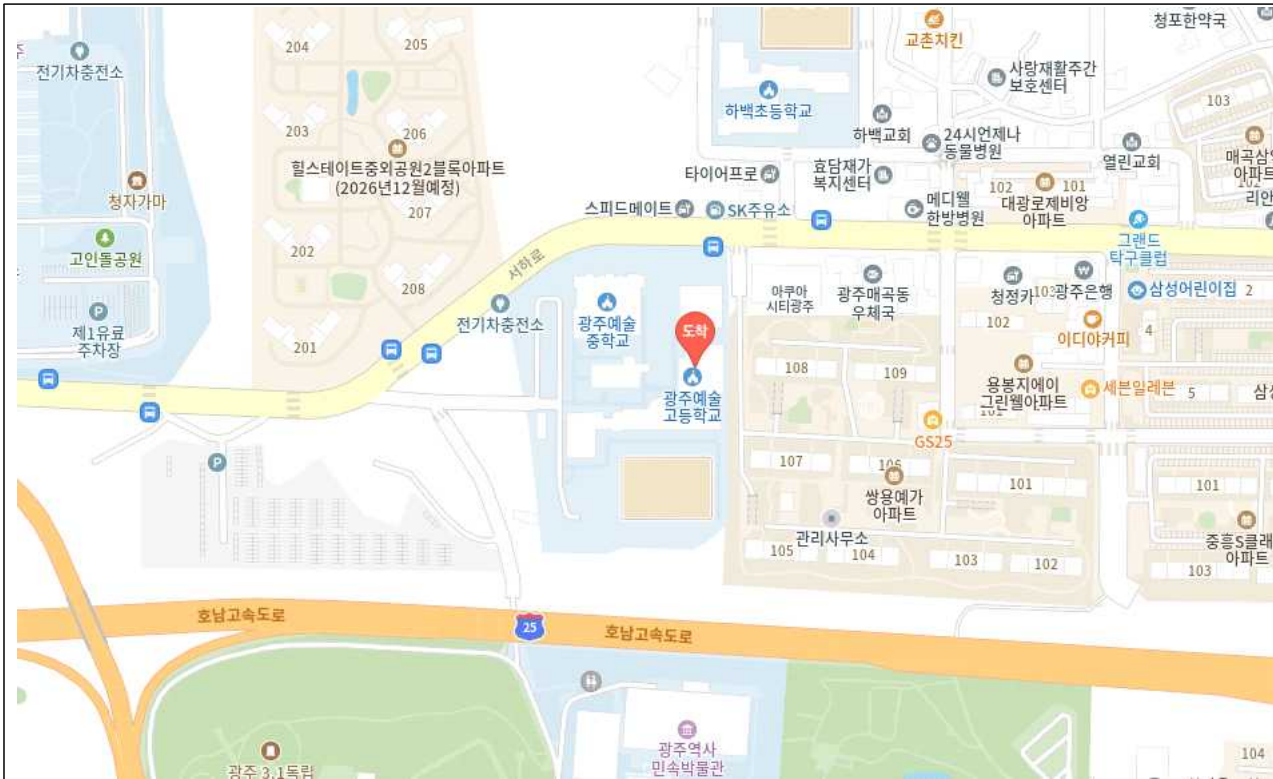 204
205
교촌치킨
청포한약국
전기차충전소
사랑재활주간
보호센터
하백초등학교
103
203
206
하백교회
24시언제나
동물병원
열린교회
매곡삼익
아파트
102
리안
힐스테이트중외공원2블록아파트
(2026년12월예정)
타이어프로
효담재가
복지센터
102
101
대광로제비앙
아파트
청자가마
207
스피드메이트
SK주유소
메디웰
한방병원
그랜드
탁구클럽
고인돌공원
202
서하로
208
전기차충전소
광주예술
중학교
아쿠아
시티광주
광주매곡동
우체국
청정카
103
광주은행
삼성어린이집
2
제1유료
주차장
P
201
도착
102
이디야커피
4
108
109
용봉지에이
그린웰아파트
101
세븐일레븐
5
삼성
광주예술
고등학교
GS25
P
107
106
쌍용예가
아파트
101
101
관리사무소
중흥S클래
아파트
105
104
103
102
103
호남고속도로
25
호남고속도로
광주역사
민속박물관
광주 3.1독립
104